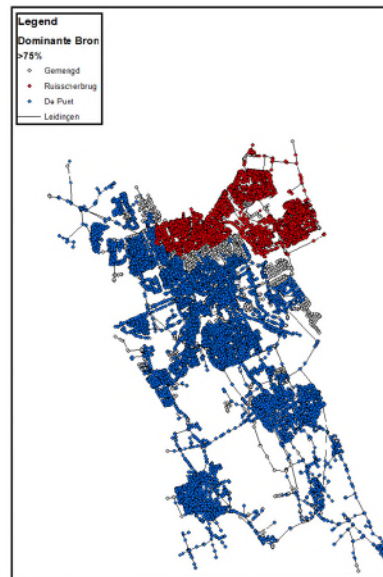 Legend
Dominante Bron
>75%
Gemengd
Ruisscherbrug
De Punt
Leidingen